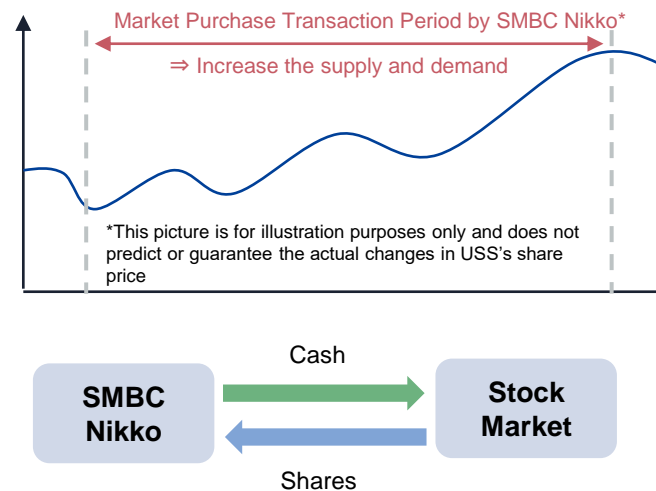 Market Purchase Transaction Period by SMBC Nikko*
⇒ Increase the supply and demand
*This picture is for illustration purposes only and does not
predict or guarantee the actual changes in USS's share
price
Cash
SMBC
Nikko
Stock
Market
Shares